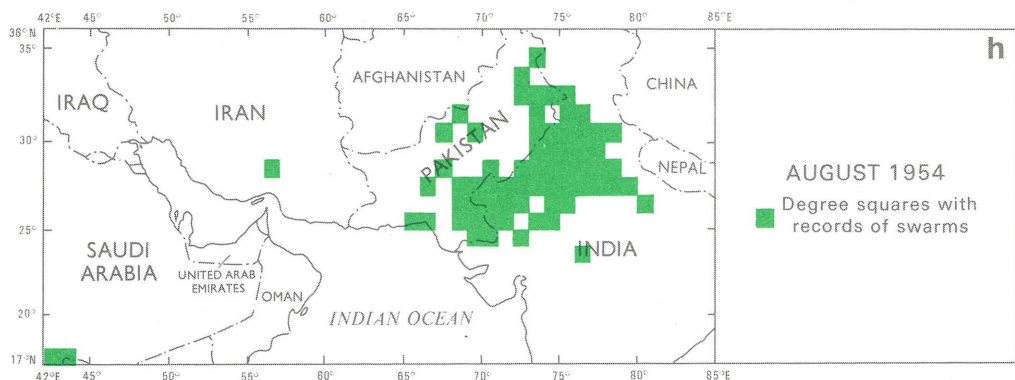 42°E 45° 50° 55° 60° 65° 70° 75° 80° 85°E
36°N
35°
30°
25°
20°
17°N
h
IRAQ
IRAN
AFGHANISTAN
PAKISTAN
CHINA
NEPAL
INDIA
SAUDI
ARABIA
UNITED ARAB
EMIRATES
OMAN
INDIAN OCEAN
42°E 45° 50° 55° 60° 65° 70° 75° 80° 85°E
AUGUST 1954
Degree squares with
records of swarms